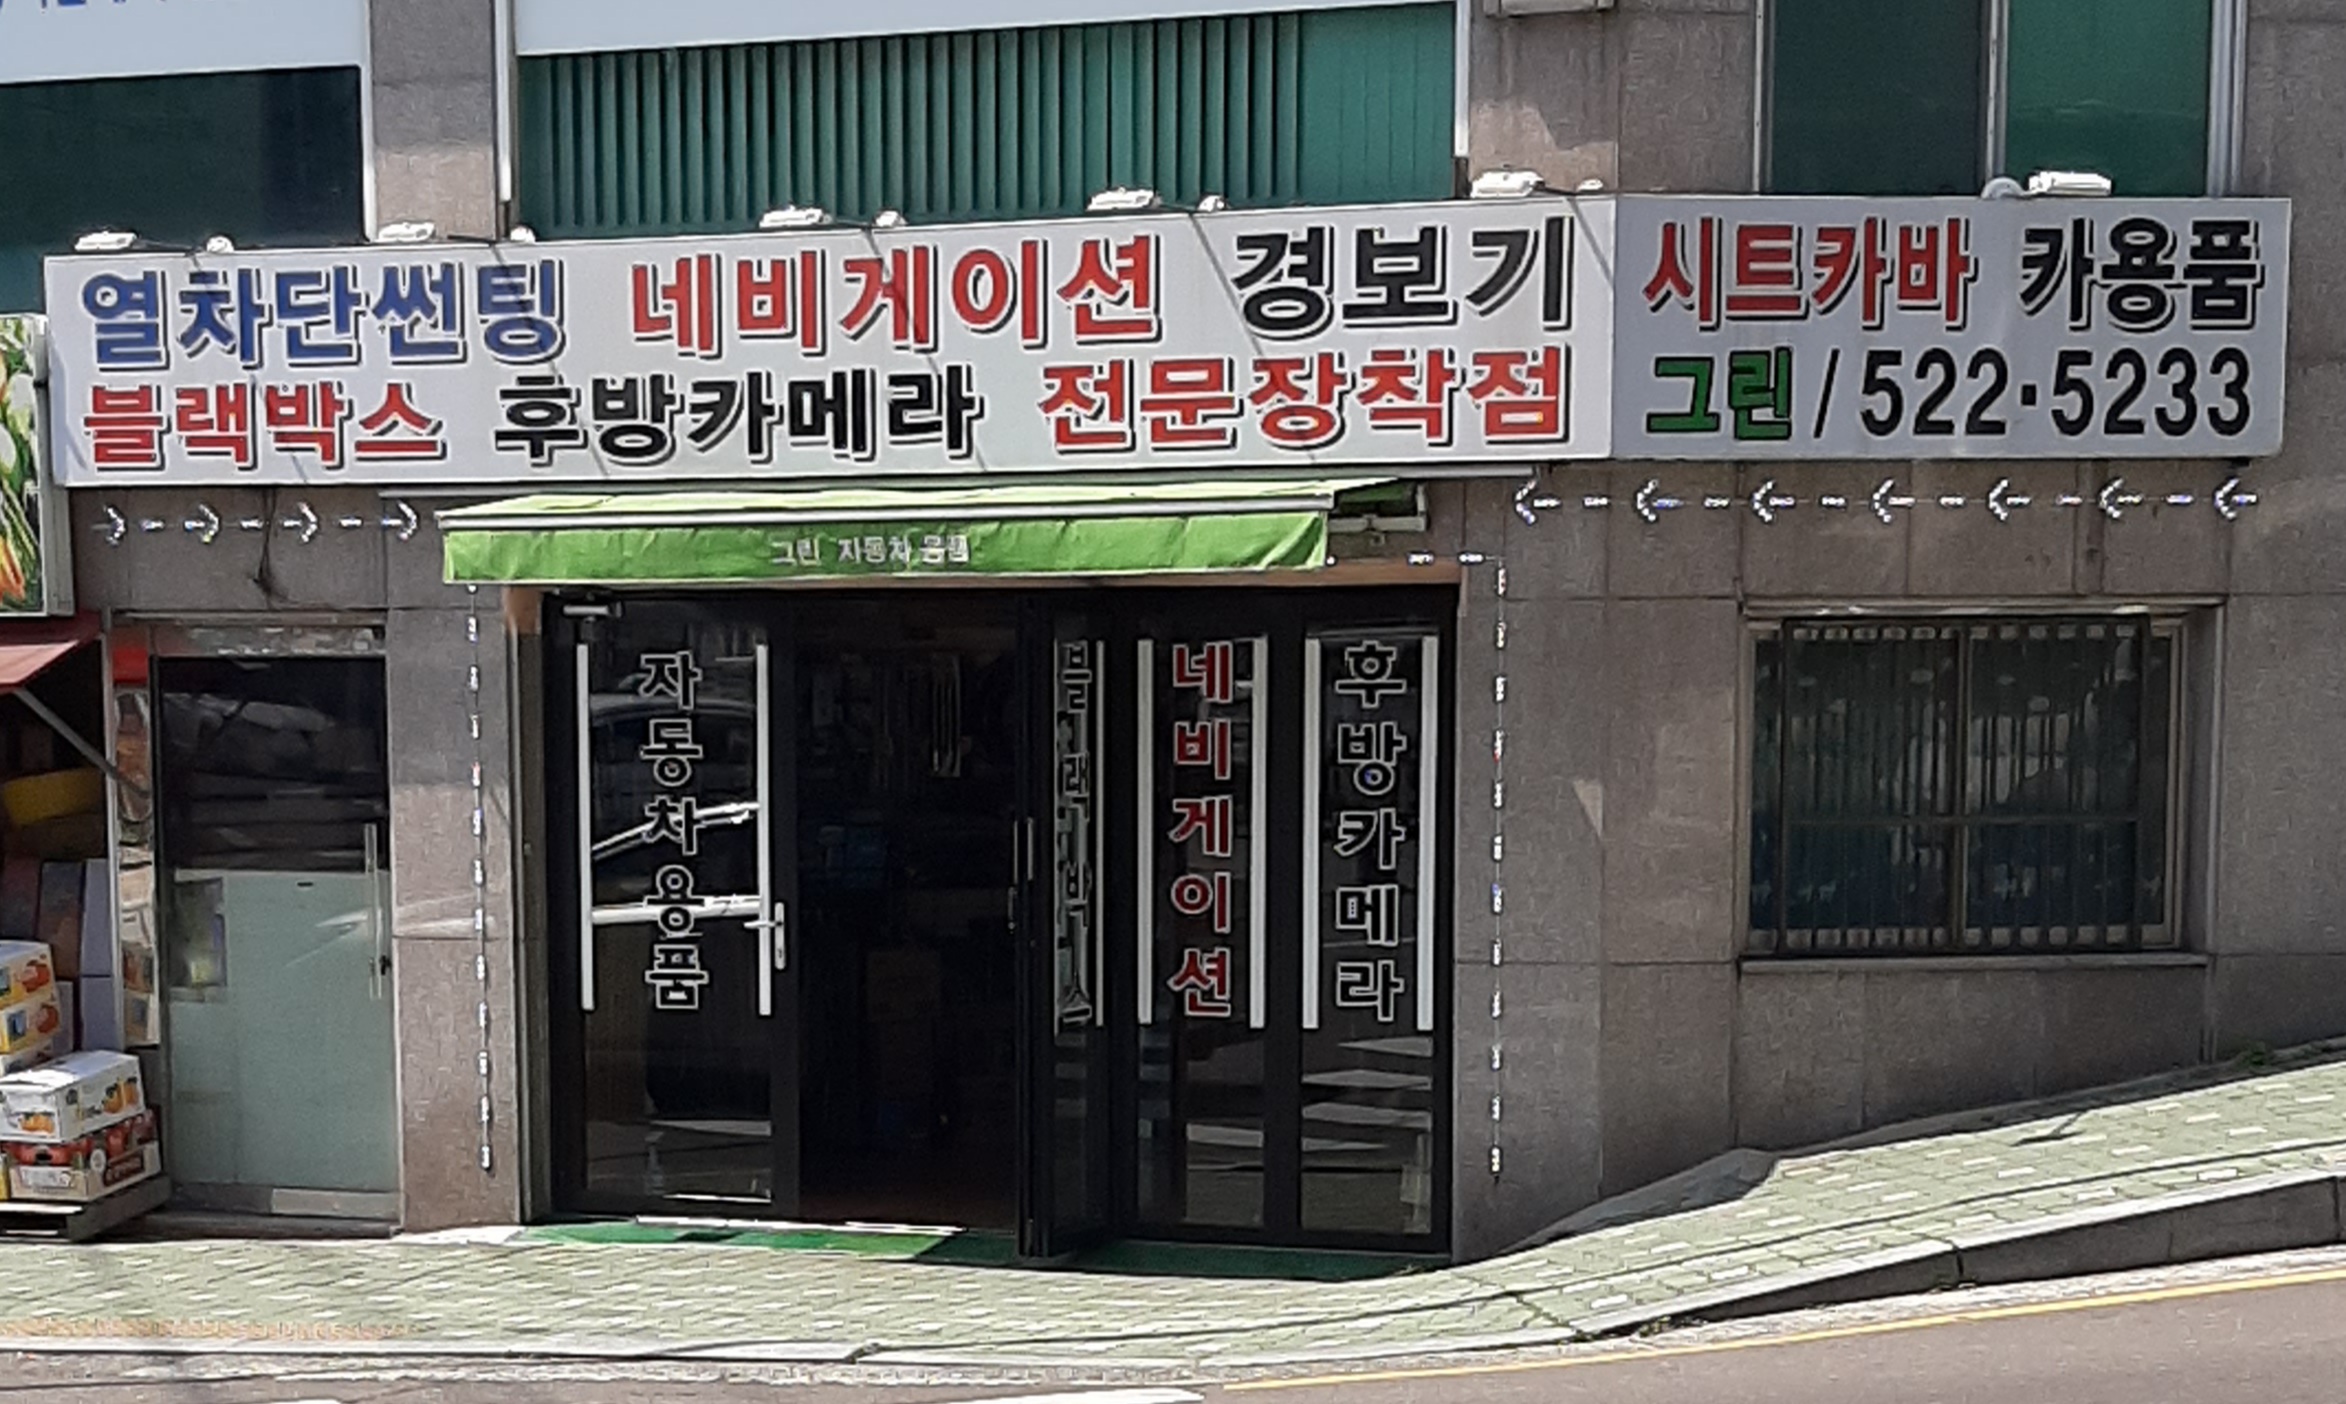 열차단썬팅 네비게이션 경보기
블랙박스 후방카메라 전문장착점
시트카바 카용품
그린 / 522·5233
그린 자동차용품
자동차용품
블랙박스
네비게이션
후방카메라